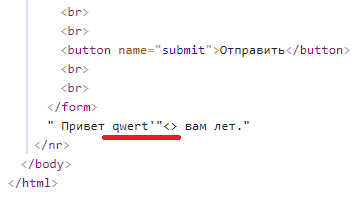 <br>
<br>
<button name="submit">Отправить</button>
<br>
<br>
</form>
" Привет qwert'"<> вам лет."
</nr>
</body>
</html>